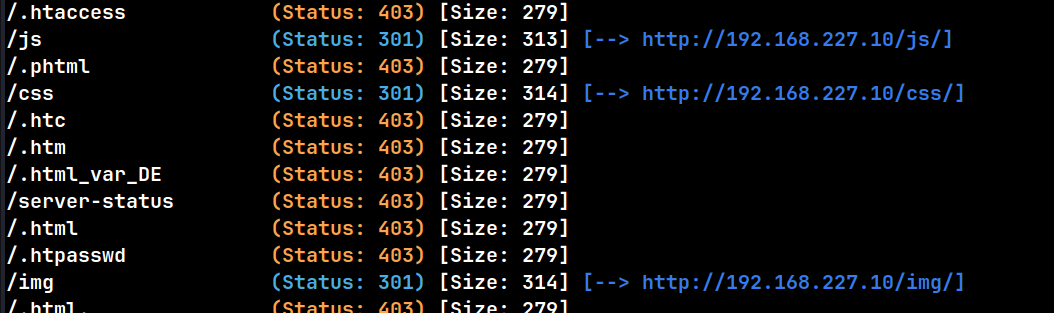 /.htaccess (Status: 403) [Size: 279]
/js (Status: 301) [Size: 313] [--> http://192.168.227.10/js/]
/.phtml (Status: 403) [Size: 279]
/css (Status: 301) [Size: 314] [--> http://192.168.227.10/css/]
/.htc (Status: 403) [Size: 279]
/.htm (Status: 403) [Size: 279]
/.html_var_DE (Status: 403) [Size: 279]
/server-status (Status: 403) [Size: 279]
/.html (Status: 403) [Size: 279]
/.htpasswd (Status: 403) [Size: 279]
/img (Status: 301) [Size: 314] [--> http://192.168.227.10/img/]
/.html. (Status: 403) [Size: 279]